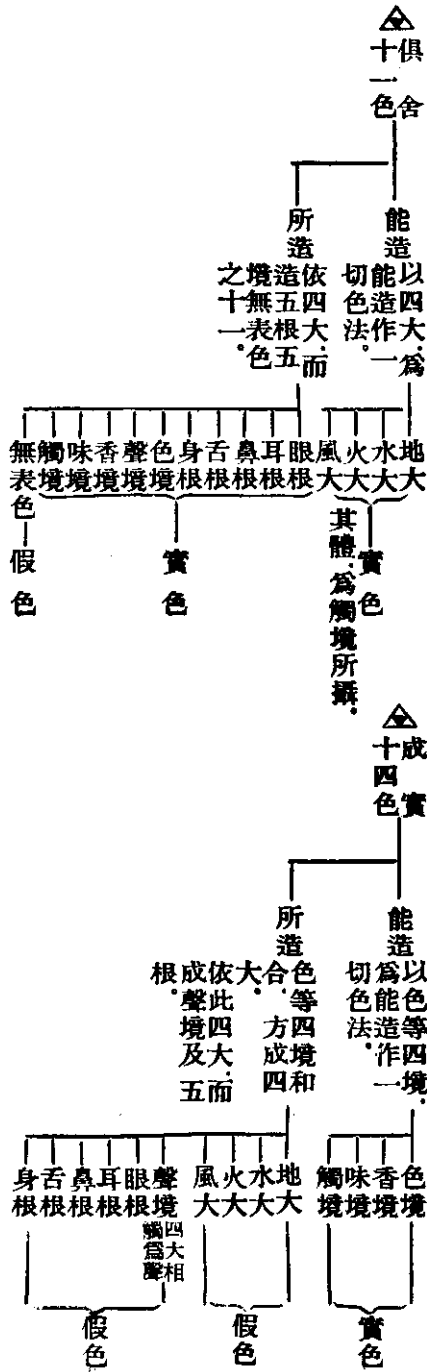 俱舍
十一色
能造
以四大、爲
能造作一
切色法。
地大
水大
火大
風大
實色
其體、爲觸境所攝。
所造
依四大、而
造五根五
境無表色
之十一。
眼根
耳根
鼻根
舌根
身根
色境
聲境
香境
味境
觸境
實色
無表色
假色
成實
十四色
能造
以色等四境、
爲能造作一
切色法。
色境
香境
味境
觸境
實色
所造
色等四境和
合、方成四
大。
依此四大、而
成聲境及五
根。
地大
水大
火大
風大
假色
聲境
四大相
觸爲聲
眼根
耳根
鼻根
舌根
身根
假色